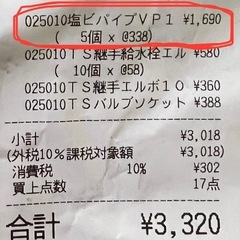 025010塩ビパイプVP1 ¥1,690
( 5個 x @338)
025010TS継手給水栓エル ¥580
( 10個 x @58)
025010TS継手エルボ10 ¥360
025010TSバルブソケット ¥388
小計 ¥3,018
(外税10%課税対象額 ¥3,018)
消費税 10% ¥302
買上点数 17点
合計 ¥3,320